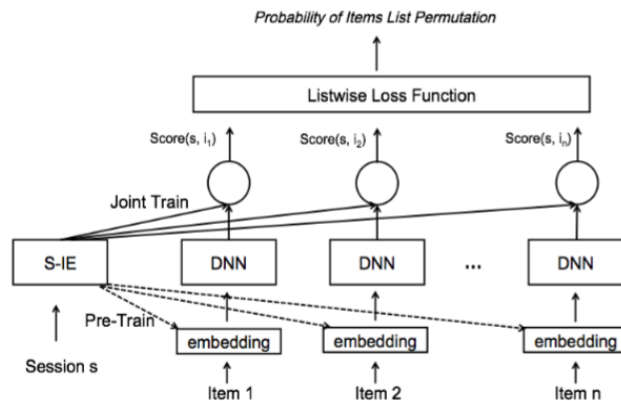 Probability of Items List Permutation
Listwise Loss Function
Score(s, i₁)
Score(s, i₂)
Score(s, iₙ)
Joint Train
S-IE
DNN
DNN
...
DNN
Pre-Train
embedding
embedding
embedding
Session s
Item 1
Item 2
Item n